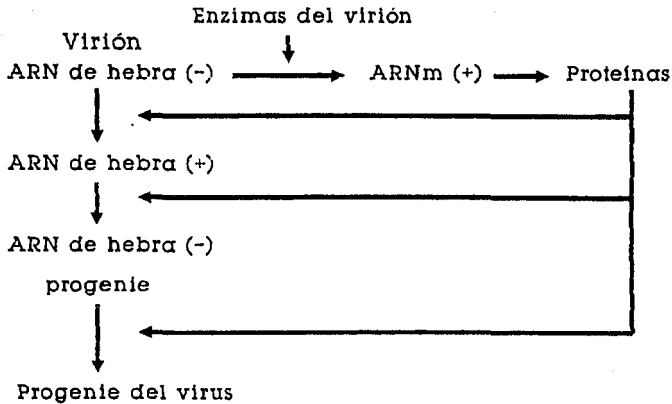 Enzimas del virión
Virión
ARN de hebra (-) ARNm (+) Proteínas
ARN de hebra (+)
ARN de hebra (-)
progenie
Progenie del virus